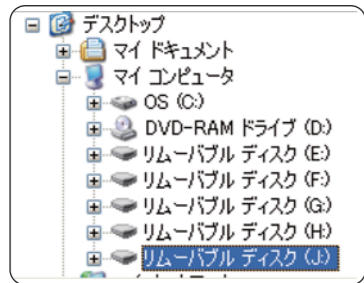 デスクトップ
マイ ドキュメント
マイ コンピュータ
OS (C:)
DVD-RAM ドライブ (D:)
リムーバブル ディスク (E:)
リムーバブル ディスク (F:)
リムーバブル ディスク (G:)
リムーバブル ディスク (H:)
リムーバブル ディスク (J:)